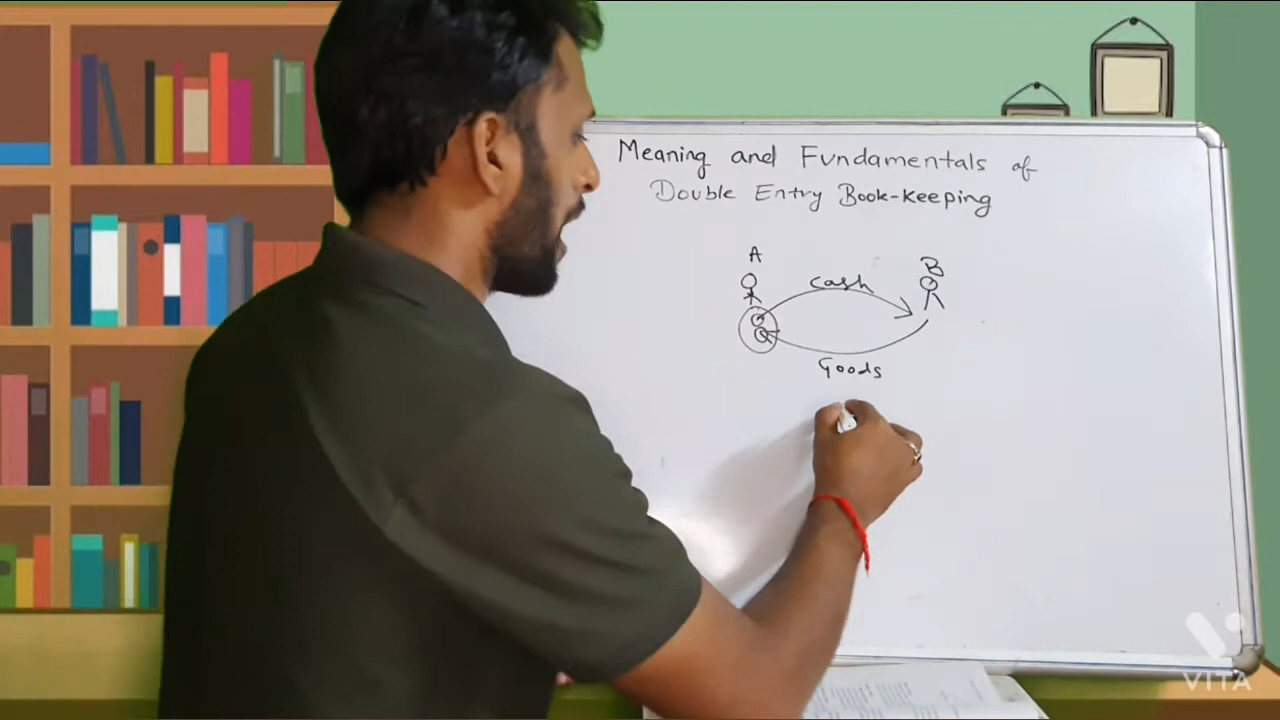 Meaning and Fundamentals of
Double Entry Book-Keeping
A
B
Cash
Goods
VITA